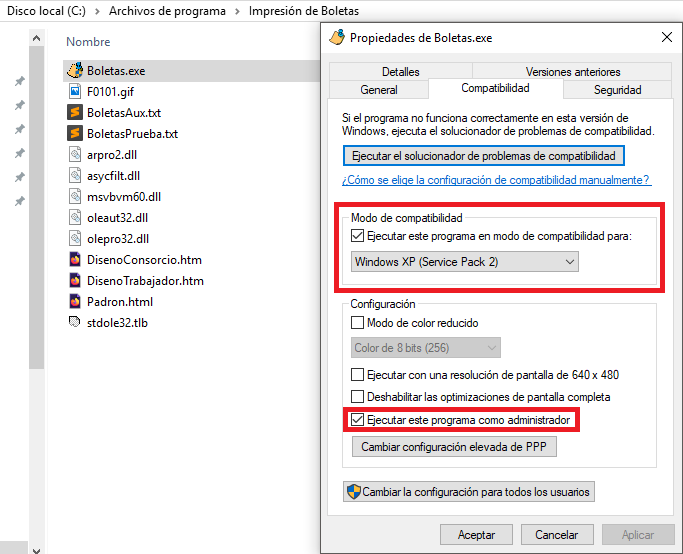 Disco local (C:) > Archivos de programa > Impresión de Boletas
Nombre
Boletas.exe
F0101.gif
BoletasAux.txt
BoletasPrueba.txt
arpro2.dll
asycfilt.dll
msvbvm60.dll
oleaut32.dll
olepro32.dll
DisenoConsorcio.htm
DisenoTrabajador.htm
Padron.html
stdole32.tlb
Propiedades de Boletas.exe
Detalles
Versiones anteriores
General
Compatibilidad
Seguridad
Si el programa no funciona correctamente en esta versión de
Windows, ejecuta el solucionador de problemas de compatibilidad.
Ejecutar el solucionador de problemas de compatibilidad
¿Cómo se elige la configuración de compatibilidad manualmente?
Modo de compatibilidad
Ejecutar este programa en modo de compatibilidad para:
Windows XP (Service Pack 2)
Configuración
Modo de color reducido
Color de 8 bits (256)
Ejecutar con una resolución de pantalla de 640 x 480
Deshabilitar las optimizaciones de pantalla completa
Ejecutar este programa como administrador
Cambiar configuración elevada de PPP
Cambiar la configuración para todos los usuarios
Aceptar
Cancelar
Aplicar